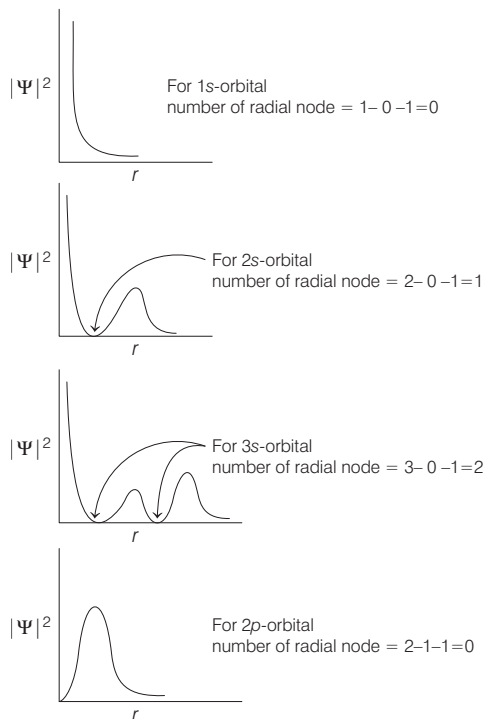 |Ψ|²
For 1s-orbital
number of radial node = 1– 0 –1=0
r
|Ψ|²
For 2s-orbital
number of radial node = 2– 0 –1=1
r
|Ψ|²
For 3s-orbital
number of radial node = 3– 0 –1=2
r
|Ψ|²
For 2p-orbital
number of radial node = 2–1–1=0
r